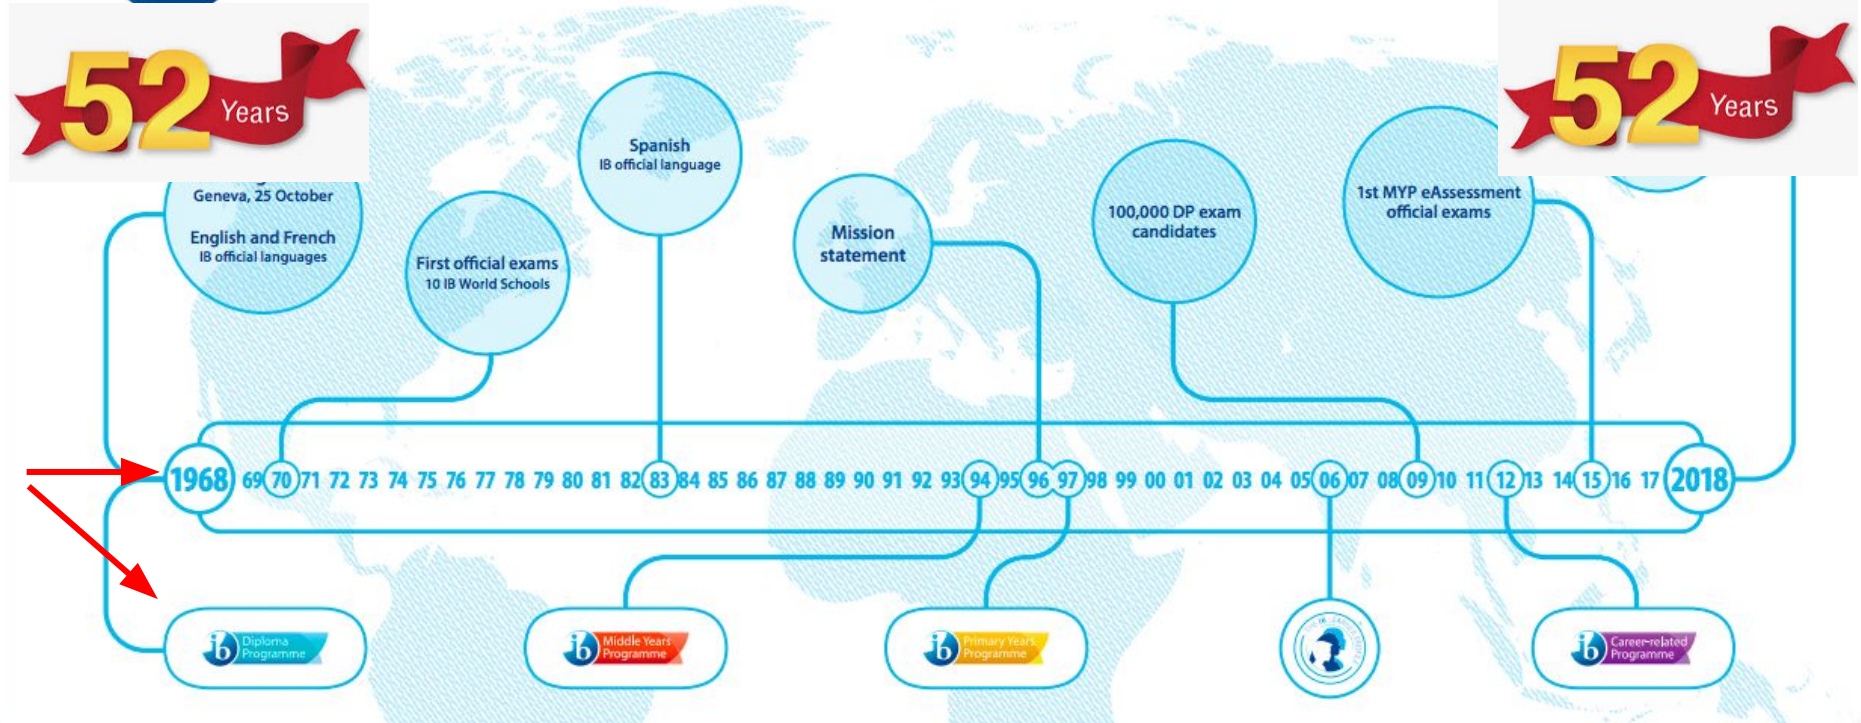 52 Years
52 Years
Geneva, 25 October
English and French
IB official languages
First official exams
10 IB World Schools
Spanish
IB official language
Mission
statement
100,000 DP exam
candidates
1st MYP eAssessment
official exams
1968 69 70 71 72 73 74 75 76 77 78 79 80 81 82 83 84 85 86 87 88 89 90 91 92 93 94 95 96 97 98 99 00 01 02 03 04 05 06 07 08 09 10 11 12 13 14 15 16 17 2018
ib Diploma
Programme
ib Middle Years
Programme
ib Primary Years
Programme
ib Career-related
Programme